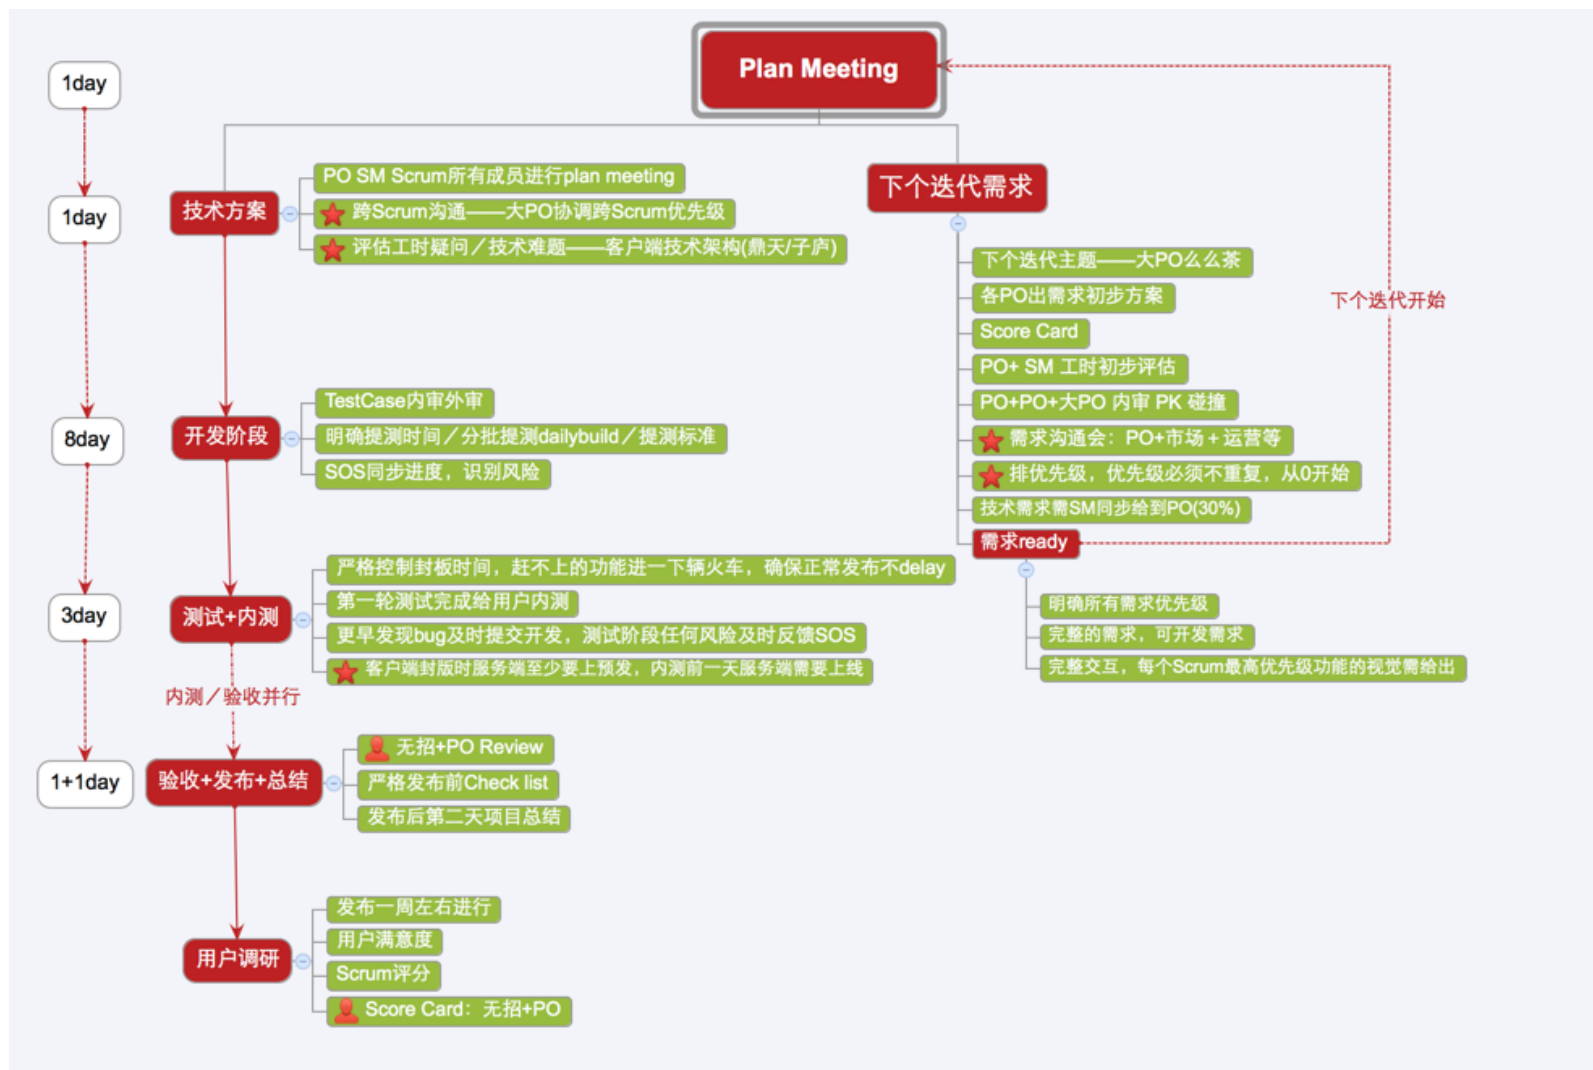 Plan Meeting
1day
1day
8day
3day
1+1day
技术方案
PO SM Scrum所有成员进行plan meeting
跨Scrum沟通——大PO协调跨Scrum优先级
评估工时疑问／技术难题——客户端技术架构(鼎天/子庐)
开发阶段
TestCase内审外审
明确提测时间／分批提测dailybuild／提测标准
SOS同步进度，识别风险
测试+内测
严格控制封板时间，赶不上的功能进一下辆火车，确保正常发布不delay
第一轮测试完成给用户内测
更早发现bug及时提交开发，测试阶段任何风险及时反馈SOS
客户端封版时服务端至少要上预发，内测前一天服务端需要上线
内测／验收并行
验收+发布+总结
无招+PO Review
严格发布前Check list
发布后第二天项目总结
用户调研
发布一周左右进行
用户满意度
Scrum评分
Score Card：无招+PO
下个迭代需求
下个迭代主题——大PO么么茶
各PO出需求初步方案
Score Card
PO+ SM 工时初步评估
PO+PO+大PO 内审 PK 碰撞
需求沟通会：PO+市场＋运营等
排优先级，优先级必须不重复，从0开始
技术需求需SM同步给到PO(30%)
需求ready
明确所有需求优先级
完整的需求，可开发需求
完整交互，每个Scrum最高优先级功能的视觉需给出
下个迭代开始